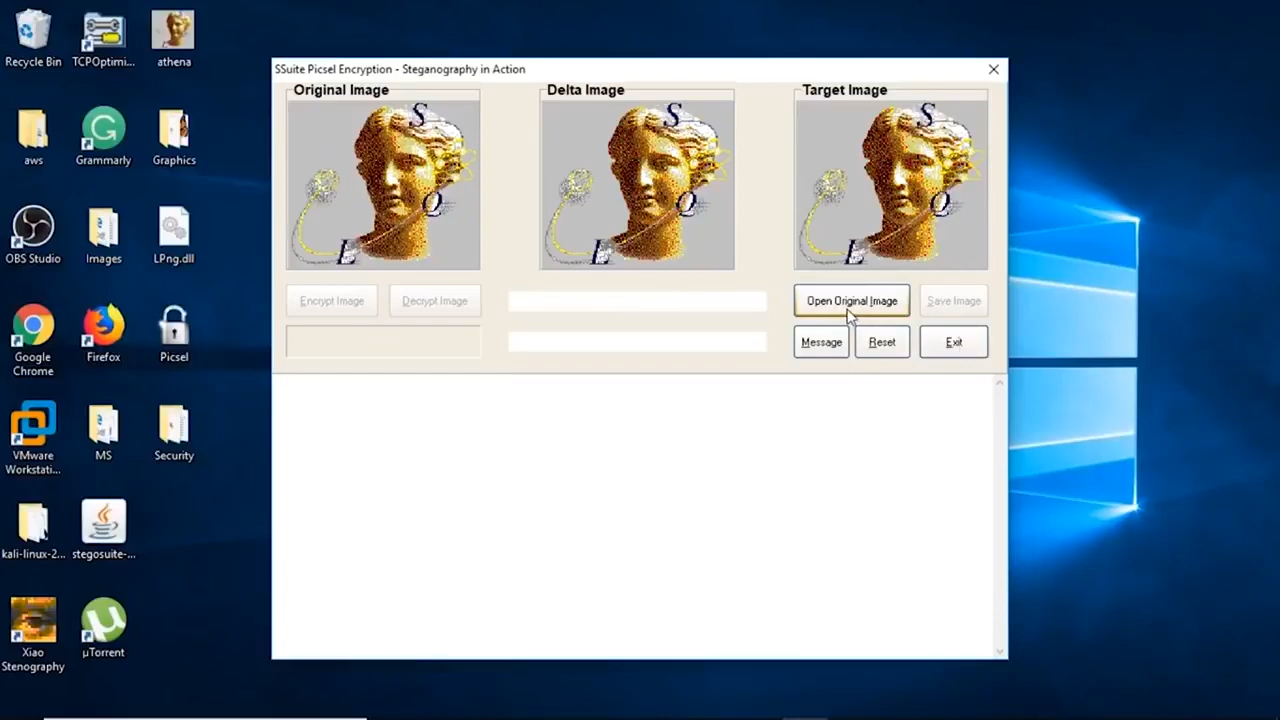 Recycle Bin
TCPOptimi...
athena
aws
Grammarly
Graphics
OBS Studio
Images
LPng.dll
Google
Chrome
Firefox
Picsel
VMware
Workstati...
MS
Security
kali-linux-2...
stegosuite-...
Xiao
Stenography
µTorrent
SSuite Picsel Encryption - Steganography in Action
Original Image
Delta Image
Target Image
S
Q
L
S
Q
L
S
Q
L
Encrypt Image
Decrypt Image
Open Original Image
Save Image
Message
Reset
Exit